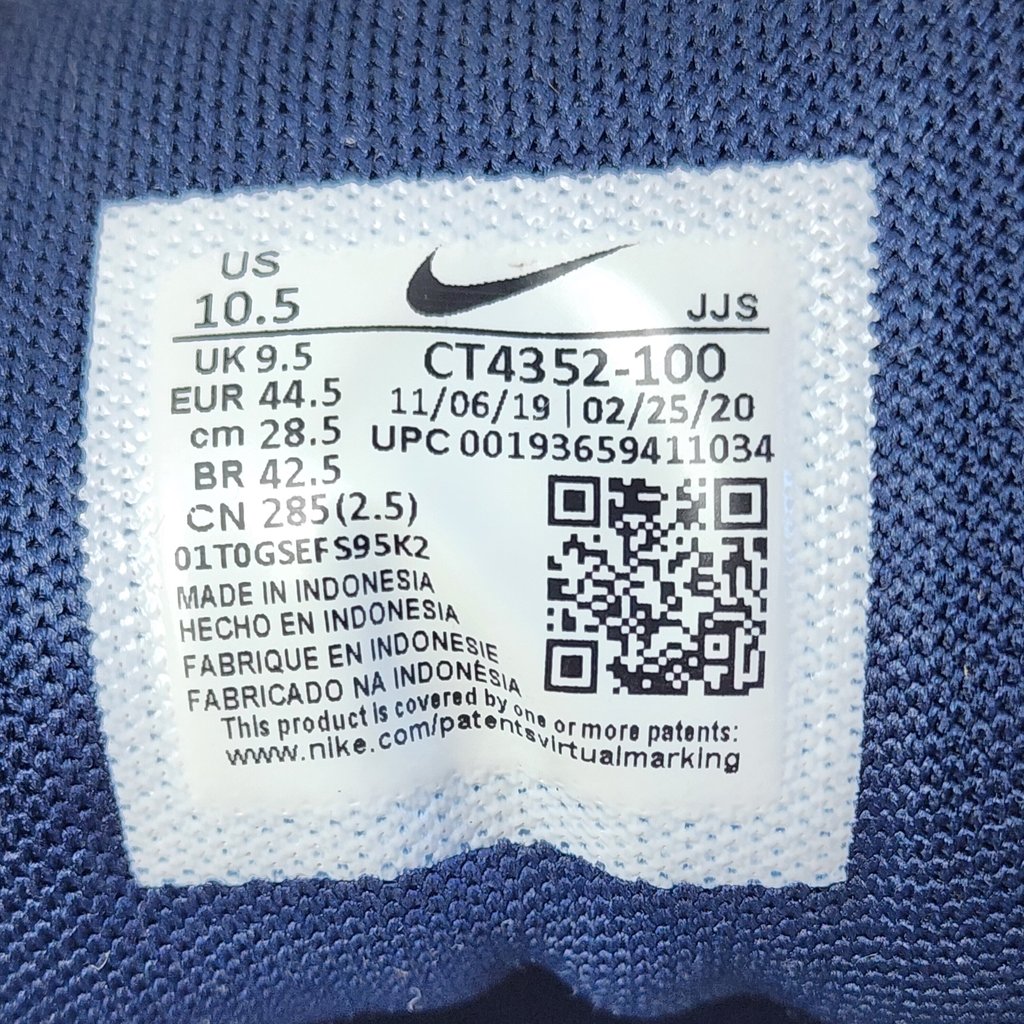 US
10.5
JJS
UK 9.5
EUR 44.5
cm 28.5
BR 42.5
CN 285(2.5)
CT4352-100
11/06/19 | 02/25/20
UPC 00193659411034
01T0GSEFS95K2
MADE IN INDONESIA
HECHO EN INDONESIA
FABRIQUE EN INDONESIE
FABRICADO NA INDONÉSIA
This product is covered by one or more patents:
www.nike.com/patentsvirtualmarking